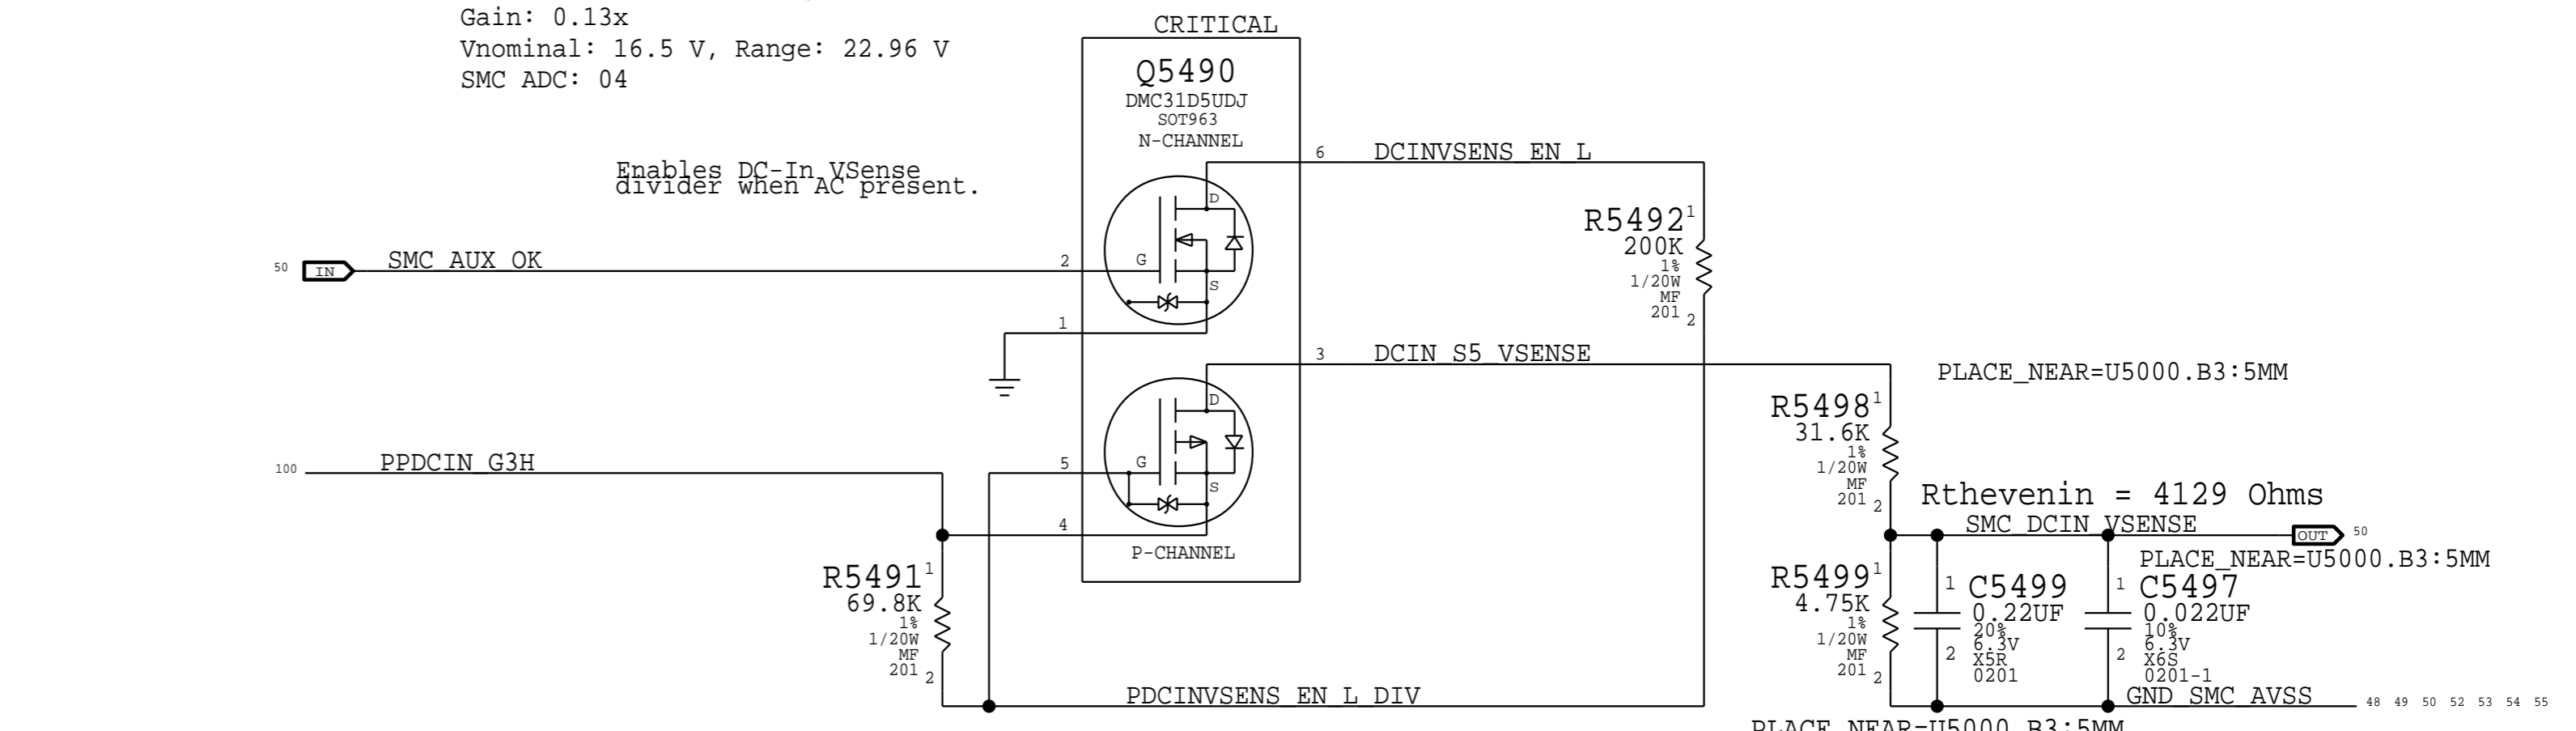 Gain: 0.13x
Vnominal: 16.5 V, Range: 22.96 V
SMC ADC: 04
CRITICAL
Q5490
DMC31D5UDJ
SOT963
N-CHANNEL
Enables DC-In VSense
divider when AC present.
50 IN SMC_AUX_OK 2
G
D
S
1
6 DCINVSENS_EN_L
R5492 1
200K
1%
1/20W
MF
201 2
3 DCIN_S5_VSENSE
PLACE_NEAR=U5000.B3:5MM
100 PPDCIN_G3H
5
G
D
S
4
P-CHANNEL
R5491 1
69.8K
1%
1/20W
MF
201 2
PDCINVSENS_EN_L_DIV
R5498 1
31.6K
1%
1/20W
MF
201 2
Rthevenin = 4129 Ohms
SMC_DCIN_VSENSE OUT 50
PLACE_NEAR=U5000.B3:5MM
R5499 1
4.75K
1%
1/20W
MF
201 2
1 C5499
0.22UF
20%
6.3V
2 X5R
0201
1 C5497
0.022UF
10%
6.3V
2 X6S
0201-1
GND_SMC_AVSS 48 49 50 52 53 54 55
PLACE_NEAR=U5000.B3:5MM